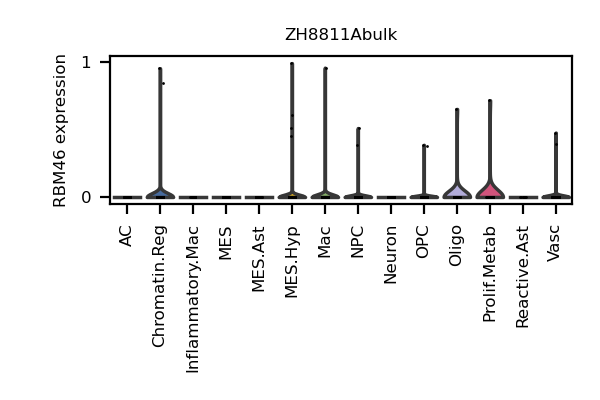 ZH8811Abulk
RBM46 expression
1
0
AC
Chromatin.Reg
Inflammatory.Mac
MES
MES.Ast
MES.Hyp
Mac
NPC
Neuron
OPC
Oligo
Prolif.Metab
Reactive.Ast
Vasc